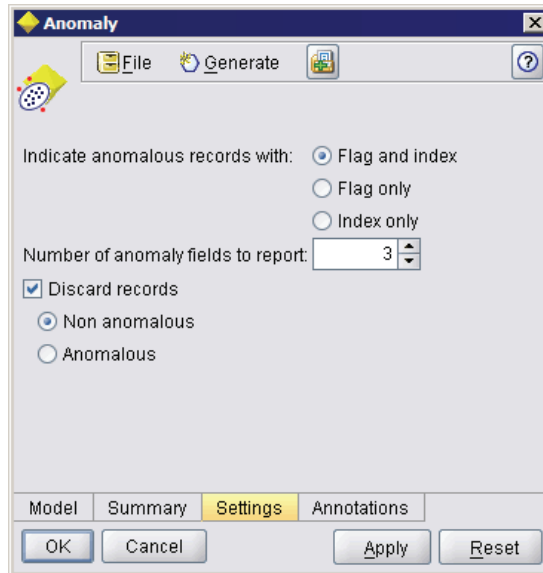 Anomaly
File Generate
Indicate anomalous records with: Flag and index
Flag only
Index only
Number of anomaly fields to report: 3
Discard records
Non anomalous
Anomalous
Model Summary Settings Annotations
OK Cancel Apply Reset